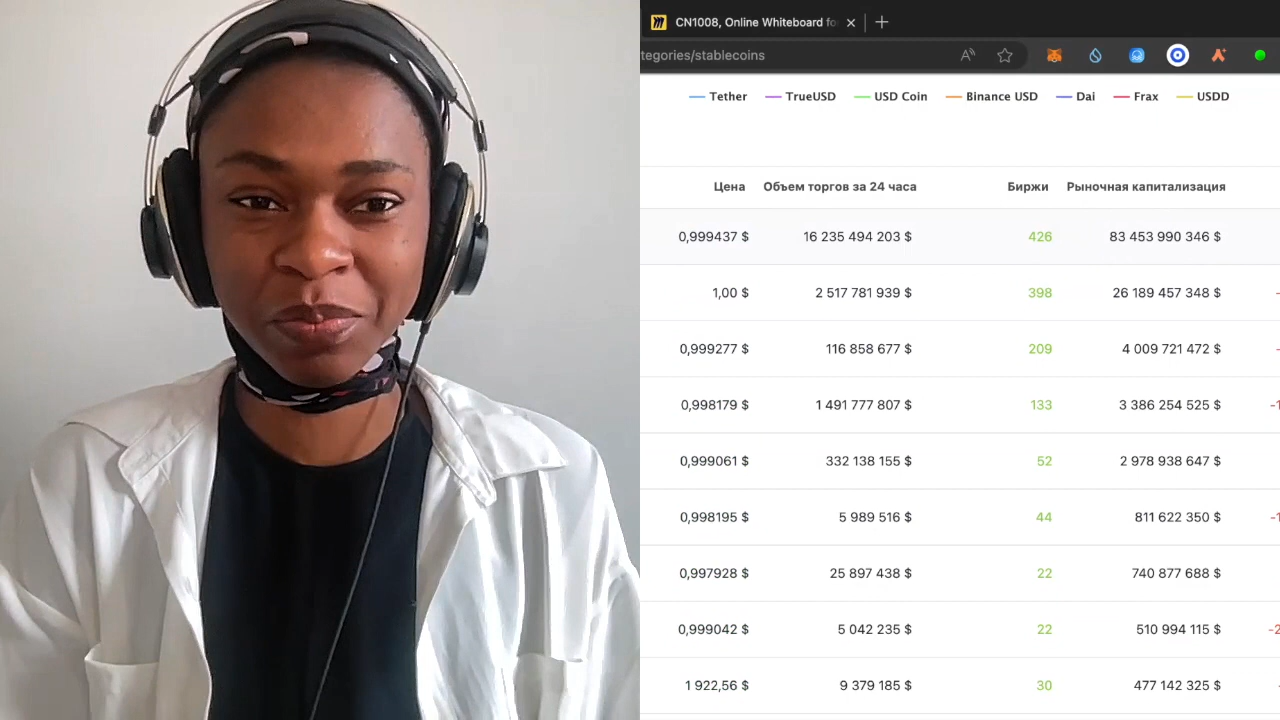 CN1008, Online Whiteboard fo
tegories/stablecoins
Tether TrueUSD USD Coin Binance USD Dai Frax USDD
Цена Объем торгов за 24 часа Биржи Рыночная капитализация
0,999437 $ 16 235 494 203 $ 426 83 453 990 346 $
1,00 $ 2 517 781 939 $ 398 26 189 457 348 $ -
0,999277 $ 116 858 677 $ 209 4 009 721 472 $ -
0,998179 $ 1 491 777 807 $ 133 3 386 254 525 $ -1
0,999061 $ 332 138 155 $ 52 2 978 938 647 $ -
0,998195 $ 5 989 516 $ 44 811 622 350 $ -1
0,997928 $ 25 897 438 $ 22 740 877 688 $
0,999042 $ 5 042 235 $ 22 510 994 115 $ -2
1 922,56 $ 9 379 185 $ 30 477 142 325 $ -